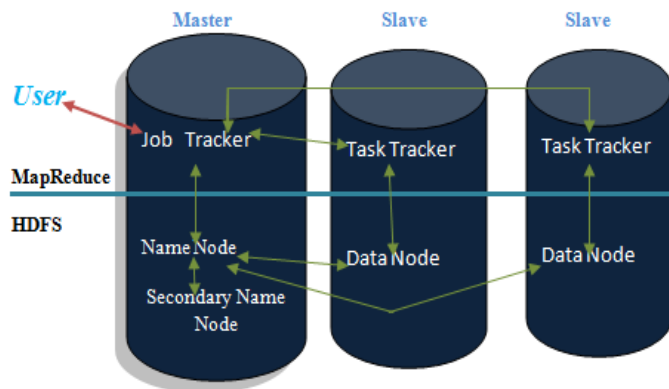 Master
Slave
Slave
User
Job Tracker
Task Tracker
Task Tracker
MapReduce
HDFS
Name Node
Data Node
Data Node
Secondary Name
Node